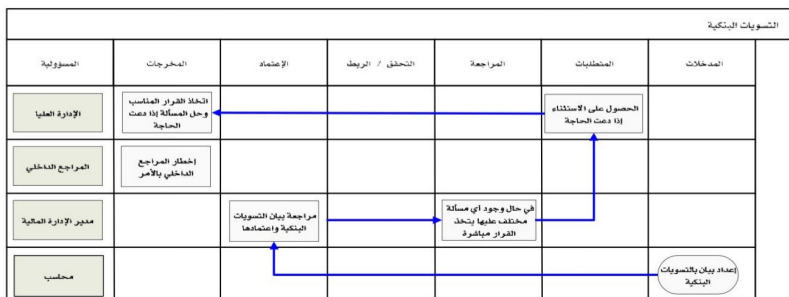 التسويات البنكية
المدخلات
المتطلبات
المراجعة
التحقق / الربط
الإعتماد
المخرجات
المسؤولية
الحصول على الاستثناء
إذا دعت الحاجة
اتخاذ القرار المناسب
وحل المسألة إذا دعت
الحاجة
الإدارة العليا
إخطار المراجع
الداخلي بالأمر
المراجع الداخلي
في حال وجود أي مسألة
مختلف عليها يتخذ
القرار مباشرة
مراجعة بيان التسويات
البنكية واعتمادها
مدير الإدارة المالية
إعداد بيان بالتسويات
البنكية
محاسب